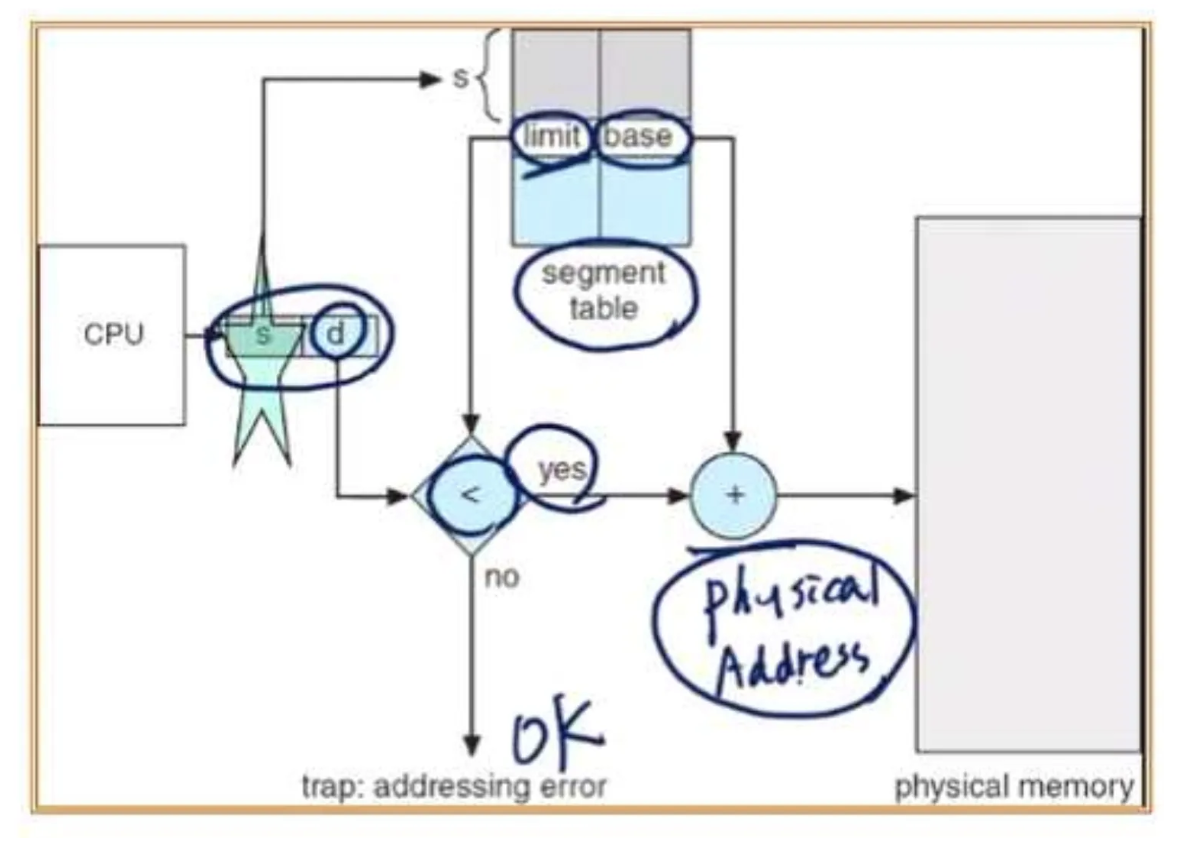 s
limit base
segment
table
CPU
s d
<
yes
+
no
physical
Address
OK
trap: addressing error
physical memory